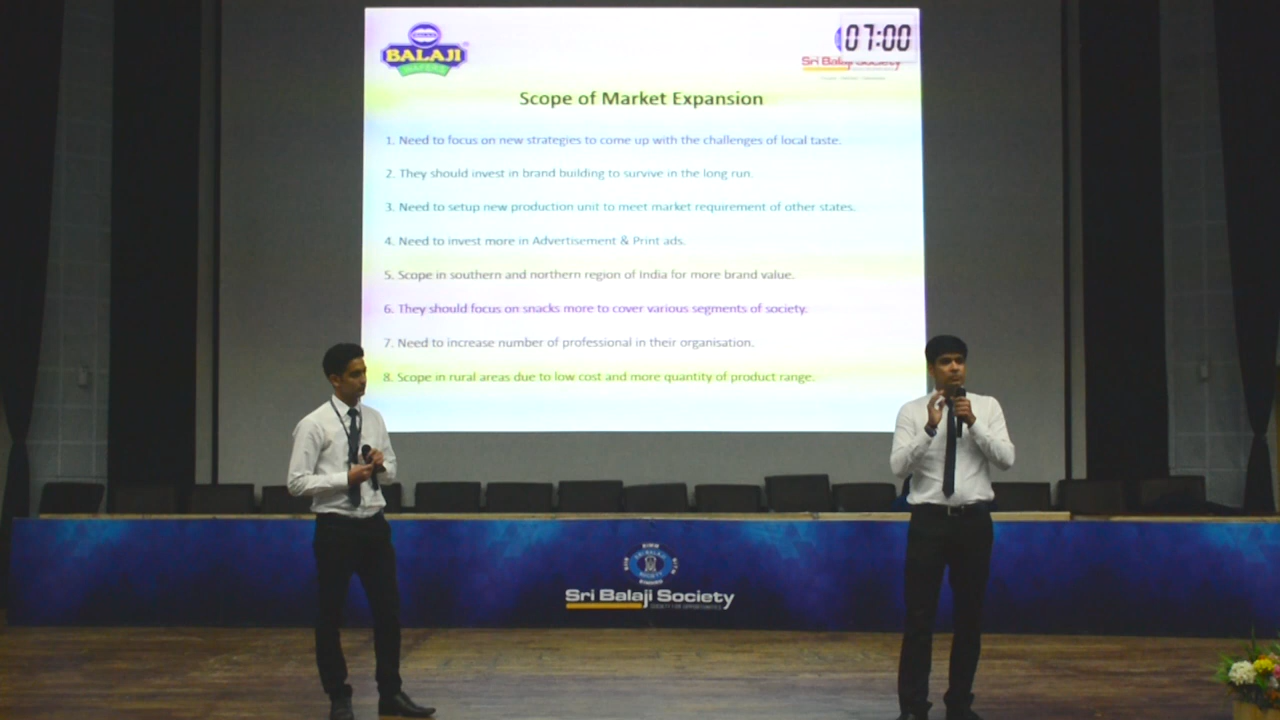 BALAJI
WAFERS
07:00
Sri Balaji Society
Scope of Market Expansion
1. Need to focus on new strategies to come up with the challenges of local taste.
2. They should invest in brand building to survive in the long run.
3. Need to setup new production unit to meet market requirement of other states.
4. Need to invest more in Advertisement & Print ads.
5. Scope in southern and northern region of India for more brand value.
6. They should focus on snacks more to cover various segments of society.
7. Need to increase number of professional in their organisation.
8. Scope in rural areas due to low cost and more quantity of product range.
SRI BALAJI
SOCIETY
Sri Balaji Society